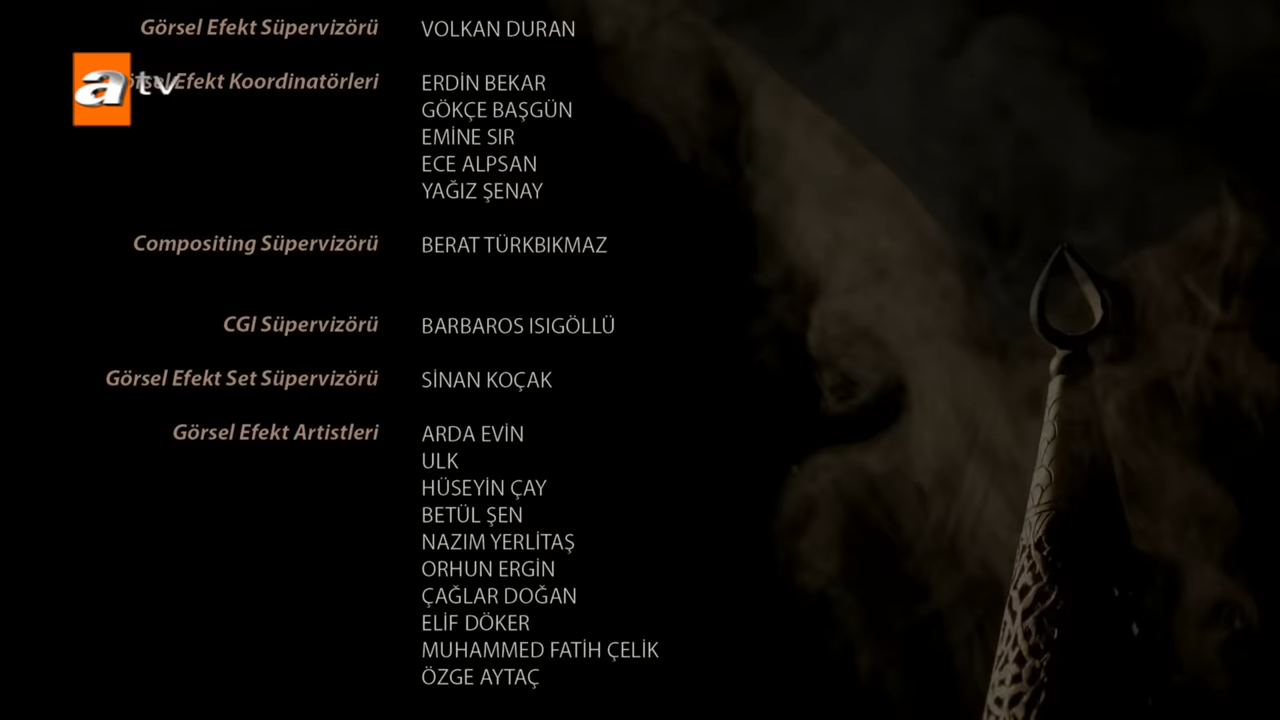 Görsel Efekt Süpervizörü VOLKAN DURAN
atv
Görsel Efekt Koordinatörleri ERDİN BEKAR
GÖKÇE BAŞGÜN
EMİNE SIR
ECE ALPSAN
YAĞIZ ŞENAY
Compositing Süpervizörü BERAT TÜRKBIKMAZ
CGI Süpervizörü BARBAROS ISIGÖLLÜ
Görsel Efekt Set Süpervizörü SİNAN KOÇAK
Görsel Efekt Artistleri ARDA EVİN
ULK
HÜSEYİN ÇAY
BETÜL ŞEN
NAZIM YERLİTAŞ
ORHUN ERGİN
ÇAĞLAR DOĞAN
ELİF DÖKER
MUHAMMED FATİH ÇELİK
ÖZGE AYTAÇ